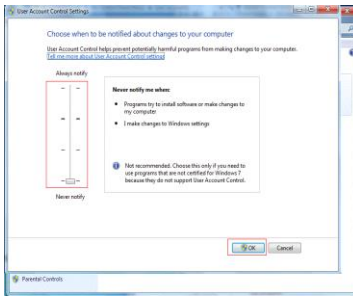 User Account Control Settings
Choose when to be notified about changes to your computer
User Account Control helps prevent potentially harmful programs from making changes to your computer.
Tell me more about User Account Control settings
Always notify
Never notify me when:
Programs try to install software or make changes to
my computer
I make changes to Windows settings
Not recommended. Choose this only if you need to
use programs that are not certified for Windows 7
because they do not support User Account Control.
Never notify
OK
Cancel
Parental Controls